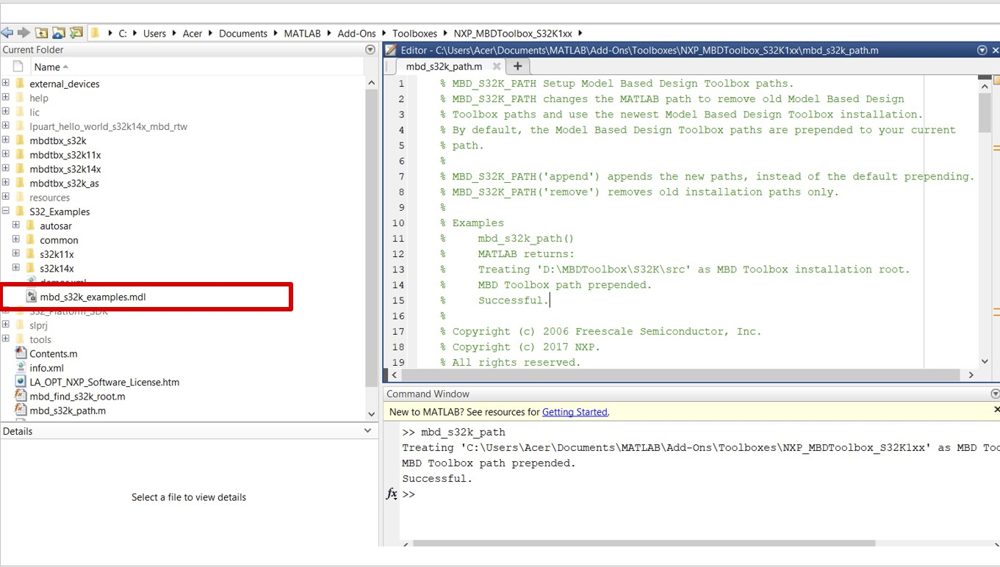 C: Users Acer Documents MATLAB Add-Ons Toolboxes NXP_MBDToolbox_S32K1xx
Current Folder
Name
external_devices
help
lic
lpuart_hello_world_s32k14x_mbd_rtw
mbdtbx_s32k
mbdtbx_s32k11x
mbdtbx_s32k14x
mbdtbx_s32k_as
resources
S32_Examples
autosar
common
s32k11x
s32k14x
demos.xml
mbd_s32k_examples.mdl
S32_Platform_SDK
slprj
tools
Contents.m
info.xml
LA_OPT_NXP_Software_License.htm
mbd_find_s32k_root.m
mbd_s32k_path.m
Details
Select a file to view details
Editor - C:\Users\Acer\Documents\MATLAB\Add-Ons\Toolboxes\NXP_MBDToolbox_S32K1xx\mbd_s32k_path.m
mbd_s32k_path.m
1 % MBD_S32K_PATH Setup Model Based Design Toolbox paths.
2 % MBD_S32K_PATH changes the MATLAB path to remove old Model Based Design
3 % Toolbox paths and use the newest Model Based Design Toolbox installation.
4 % By default, the Model Based Design Toolbox paths are prepended to your current
5 % path.
6 %
7 % MBD_S32K_PATH('append') appends the new paths, instead of the default prepending.
8 % MBD_S32K_PATH('remove') removes old installation paths only.
9 %
10 % Examples
11 % mbd_s32k_path()
12 % MATLAB returns:
13 % Treating 'D:\MBDToolbox\S32K\src' as MBD Toolbox installation root.
14 % MBD Toolbox path prepended.
15 % Successful.
16 %
17 % Copyright (c) 2006 Freescale Semiconductor, Inc.
18 % Copyright (c) 2017 NXP.
19 % All rights reserved.
Command Window
New to MATLAB? See resources for Getting Started.
>> mbd_s32k_path
Treating 'C:\Users\Acer\Documents\MATLAB\Add-Ons\Toolboxes\NXP_MBDToolbox_S32K1xx' as MBD Too
MBD Toolbox path prepended.
Successful.
fx >>